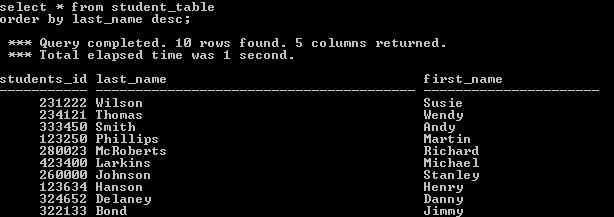 select * from student_table
order by last_name desc;
*** Query completed. 10 rows found. 5 columns returned.
*** Total elapsed time was 1 second.
students_id last_name first_name
231222 Wilson Susie
234121 Thomas Wendy
333450 Smith Andy
123250 Phillips Martin
280023 McRoberts Richard
423400 Larkins Michael
260000 Johnson Stanley
123634 Hanson Henry
324652 Delaney Danny
322133 Bond Jimmy